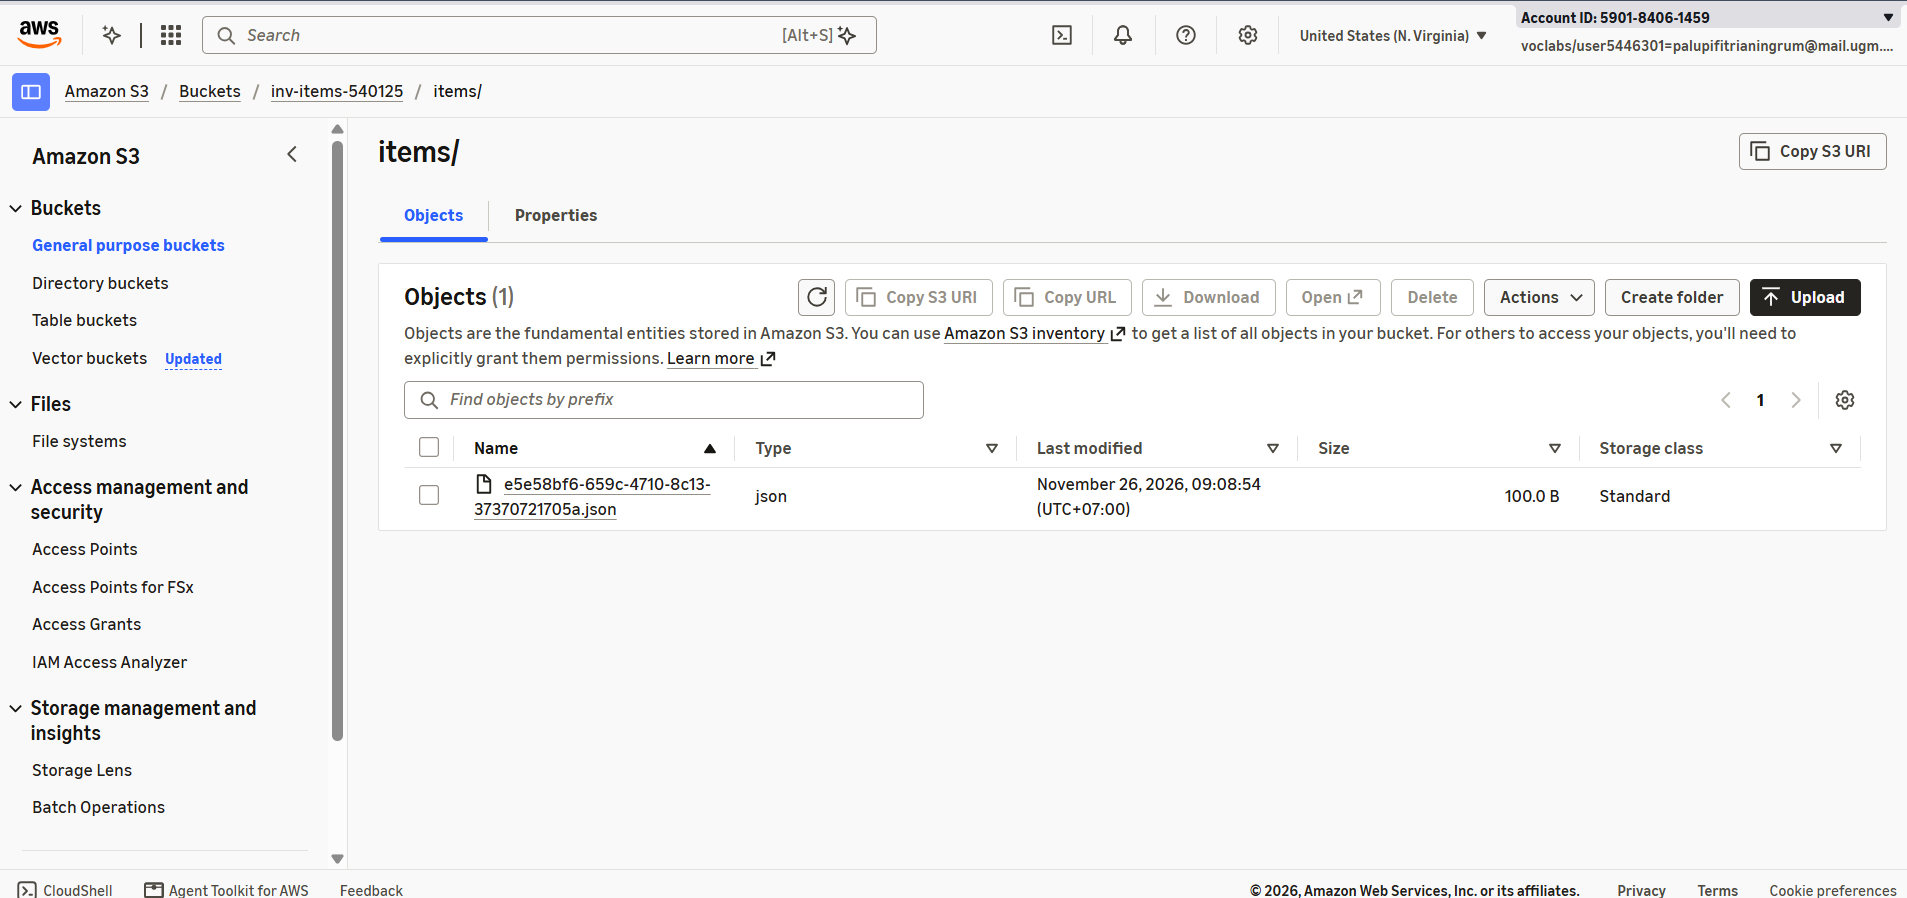 aws
Search
[Alt+S]
United States (N. Virginia)
Account ID: 5901-8406-1459
voclabs/user5446301=palupifitrianingrum@mail.ugm....
Amazon S3 / Buckets / inv-items-540125 / items/
Amazon S3
Buckets
General purpose buckets
Directory buckets
Table buckets
Vector buckets Updated
Files
File systems
Access management and
security
Access Points
Access Points for FSx
Access Grants
IAM Access Analyzer
Storage management and
insights
Storage Lens
Batch Operations
items/
Copy S3 URI
Objects
Properties
Objects (1)
Copy S3 URI
Copy URL
Download
Open
Delete
Actions
Create folder
Upload
Objects are the fundamental entities stored in Amazon S3. You can use Amazon S3 inventory to get a list of all objects in your bucket. For others to access your objects, you'll need to
explicitly grant them permissions. Learn more
Find objects by prefix
1
Name Type Last modified Size Storage class
e5e58bf6-659c-4710-8c13-
37370721705a.json
json
November 26, 2026, 09:08:54
(UTC+07:00)
100.0 B
Standard
CloudShell
Agent Toolkit for AWS
Feedback
© 2026, Amazon Web Services, Inc. or its affiliates.
Privacy
Terms
Cookie preferences